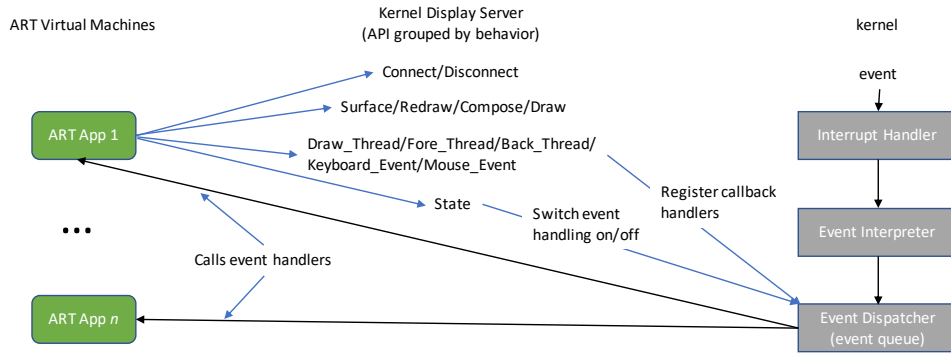 ART Virtual Machines
Kernel Display Server
(API grouped by behavior)
kernel
Connect/Disconnect
event
Surface/Redraw/Compose/Draw
ART App 1
Interrupt Handler
Draw_Thread/Fore_Thread/Back_Thread/
Keyboard_Event/Mouse_Event
Register callback
handlers
State
Switch event
handling on/off
...
Event Interpreter
Calls event handlers
ART App n
Event Dispatcher
(event queue)